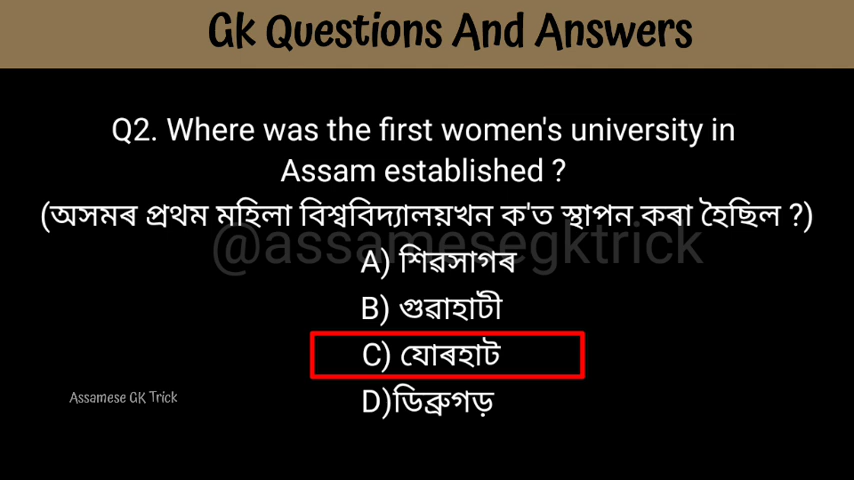 Gk Questions And Answers
Q2. Where was the first women's university in
Assam established ?
(অসমৰ প্ৰথম মহিলা বিশ্ববিদ্যালয়খন ক'ত স্থাপন কৰা হৈছিল ?)
@assamesegktrick
A) শিৱসাগৰ
B) গুৱাহাটী
C) যোৰহাট
Assamese GK Trick
D)ডিব্ৰুগড়